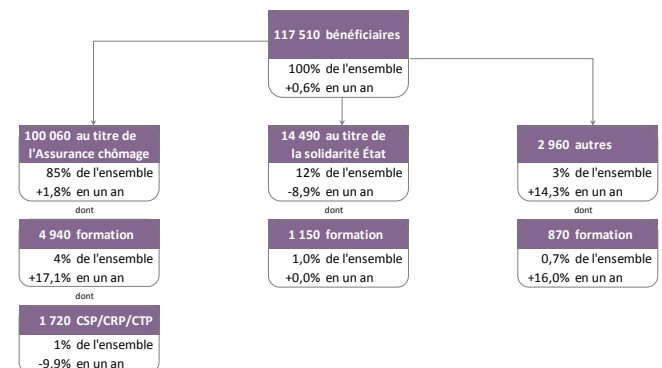 117 510 bénéficiaires
100% de l'ensemble
+0,6% en un an
100 060 au titre de
l'Assurance chômage
85% de l'ensemble
+1,8% en un an
dont
4 940 formation
4% de l'ensemble
+17,1% en un an
dont
1 720 CSP/CRP/CTP
1% de l'ensemble
-9,9% en un an
14 490 au titre de
la solidarité État
12% de l'ensemble
-8,9% en un an
dont
1 150 formation
1,0% de l'ensemble
+0,0% en un an
2 960 autres
3% de l'ensemble
+14,3% en un an
dont
870 formation
0,7% de l'ensemble
+16,0% en un an